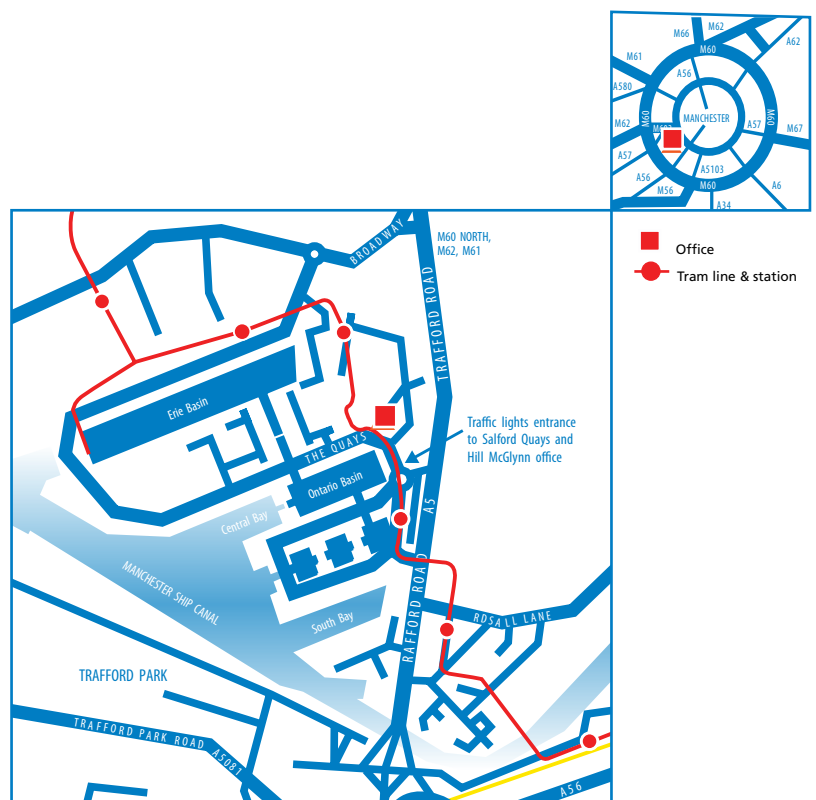 M66
M62
M60
A62
M61
A56
A580
M60
MANCHESTER
M60
M62
A57
M67
A57
A5103
A56
M60
A6
M56
A34
Office
Tram line & station
BROADWAY
M60 NORTH,
M62, M61
TRAFFORD ROAD
Erie Basin
Traffic lights entrance
to Salford Quays and
Hill McGlynn office
THE QUAYS
Ontario Basin
A5
Central Bay
MANCHESTER SHIP CANAL
South Bay
RAFFORD ROAD
RDSALL LANE
TRAFFORD PARK
TRAFFORD PARK ROAD
A5081
A56